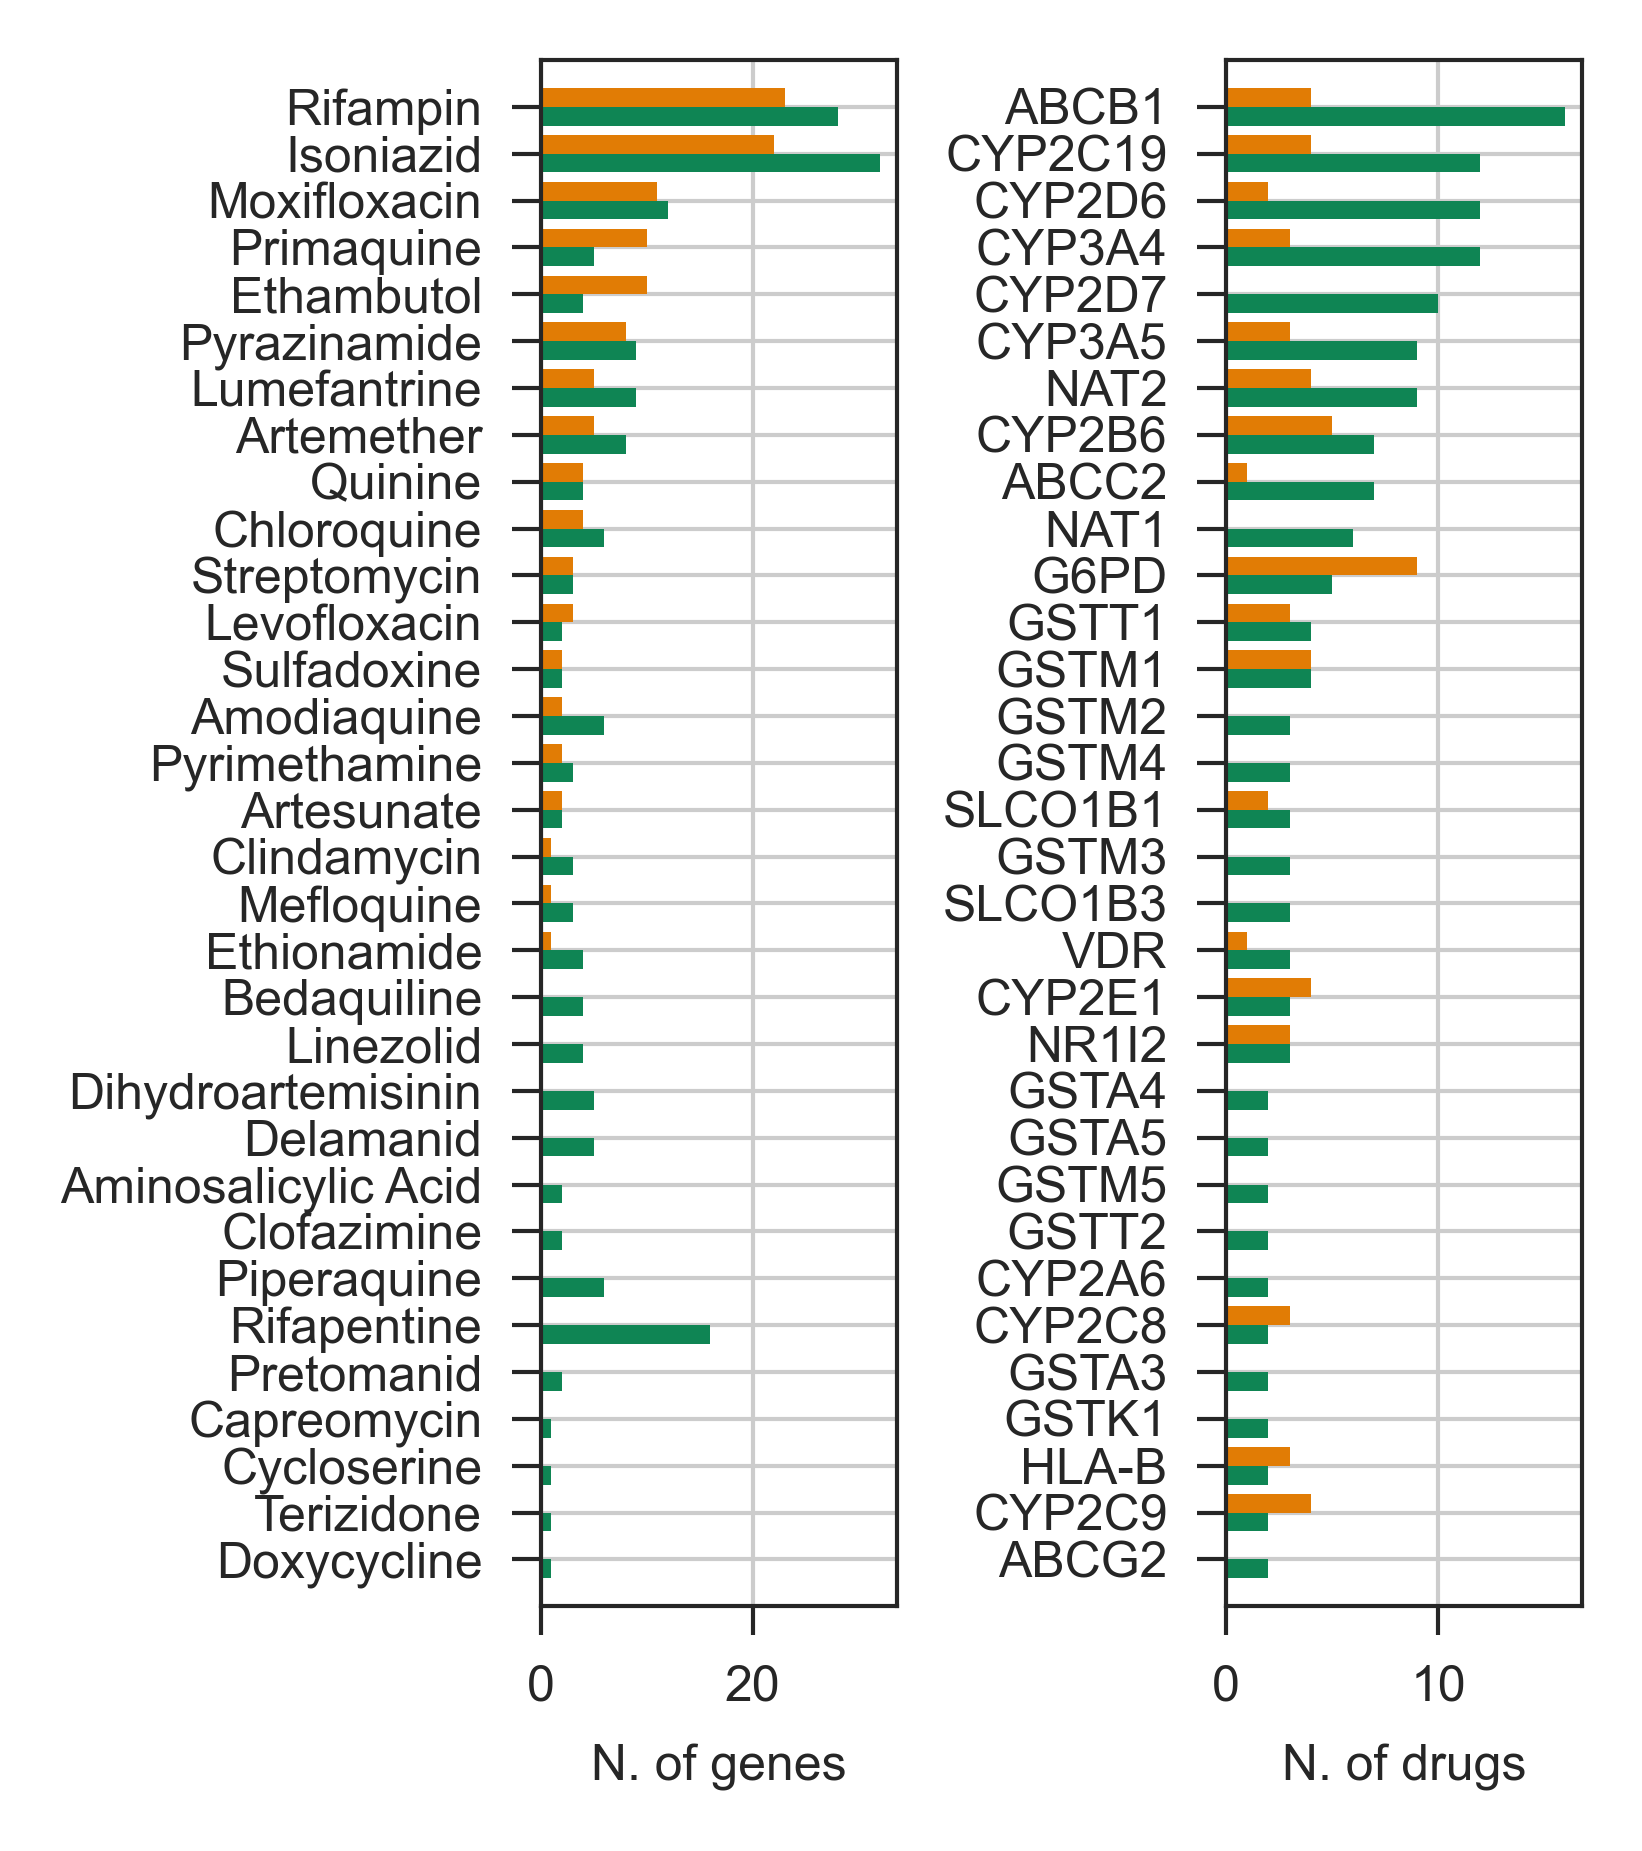 Rifampin
Isoniazid
Moxifloxacin
Primaquine
Ethambutol
Pyrazinamide
Lumefantrine
Artemether
Quinine
Chloroquine
Streptomycin
Levofloxacin
Sulfadoxine
Amodiaquine
Pyrimethamine
Artesunate
Clindamycin
Mefloquine
Ethionamide
Bedaquiline
Linezolid
Dihydroartemisinin
Delamanid
Aminosalicylic Acid
Clofazimine
Piperaquine
Rifapentine
Pretomanid
Capreomycin
Cycloserine
Terizidone
Doxycycline
0 20
N. of genes
ABCB1
CYP2C19
CYP2D6
CYP3A4
CYP2D7
CYP3A5
NAT2
CYP2B6
ABCC2
NAT1
G6PD
GSTT1
GSTM1
GSTM2
GSTM4
SLCO1B1
GSTM3
SLCO1B3
VDR
CYP2E1
NR1I2
GSTA4
GSTA5
GSTM5
GSTT2
CYP2A6
CYP2C8
GSTA3
GSTK1
HLA-B
CYP2C9
ABCG2
0 10
N. of drugs